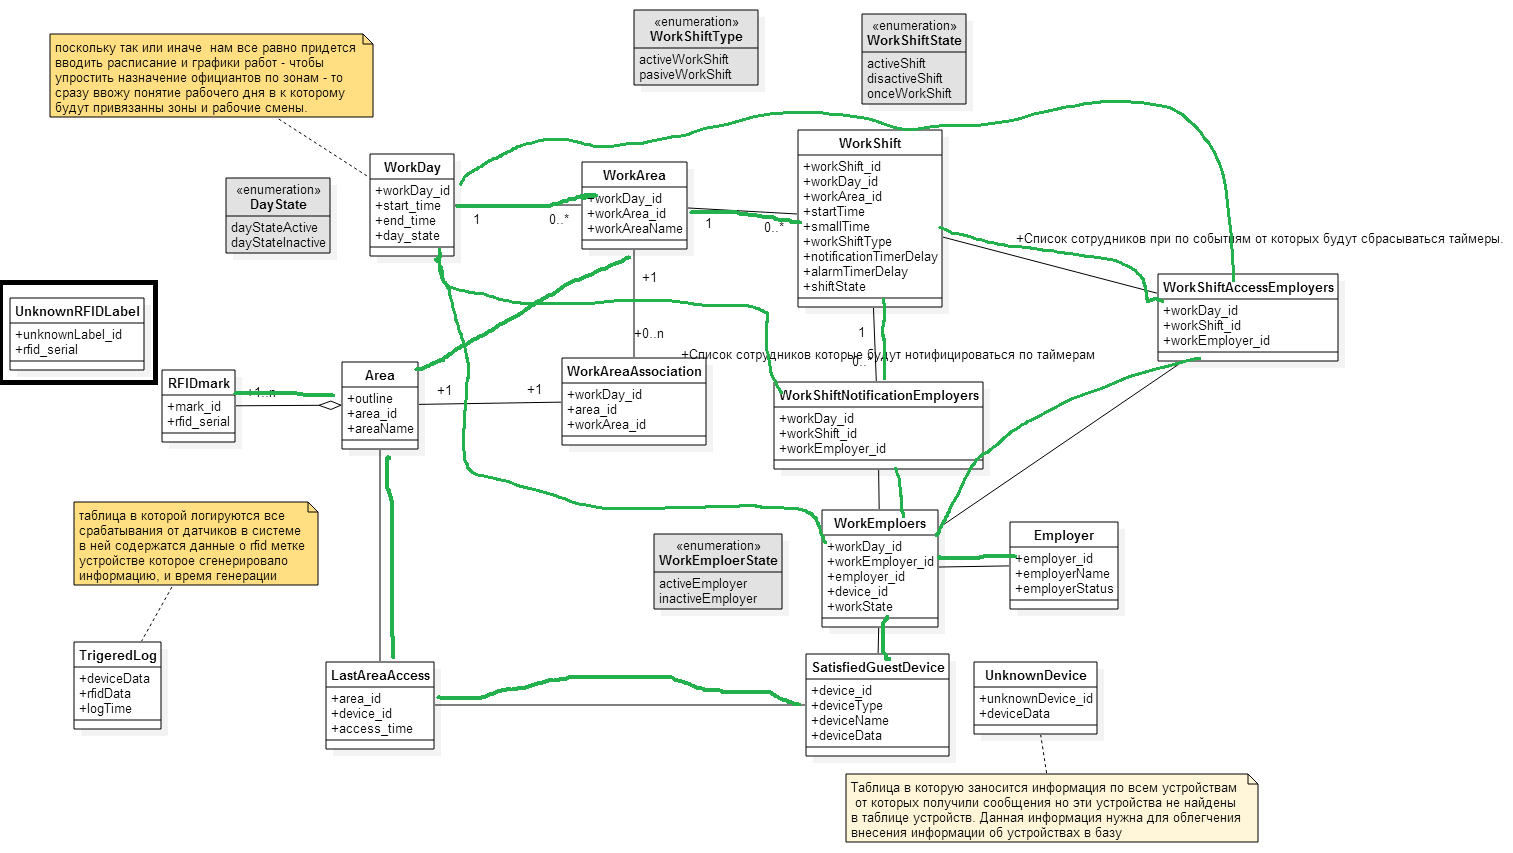 поскольку так или иначе нам все равно придется
вводить расписание и графики работ - чтобы
упростить назначение официантов по зонам - то
сразу ввожу понятие рабочего дня в к которому
будут привязанны зоны и рабочие смены.
«enumeration»
WorkShiftType
activeWorkShift
pasiveWorkShift
«enumeration»
WorkShiftState
activeShift
disactiveShift
onceWorkShift
«enumeration»
DayState
dayStateActive
dayStateInactive
WorkDay
+workDay_id
+start_time
+end_time
+day_state
1
0..*
WorkArea
+workDay_id
+workArea_id
+workAreaName
1
0..*
WorkShift
+workShift_id
+workDay_id
+workArea_id
+startTime
+smallTime
+workShiftType
+notificationTimerDelay
+alarmTimerDelay
+shiftState
+Список сотрудников при по событиям от которых будут сбрасываться таймеры.
WorkShiftAccessEmployers
+workDay_id
+workShift_id
+workEmployer_id
UnknownRFIDLabel
+unknownLabel_id
+rfid_serial
+1
+0..n
1
0..*
+Список сотрудников которые будут нотифицироваться по таймерам
RFIDmark
+mark_id
+rfid_serial
+1..n
Area
+outline
+area_id
+areaName
+1
+1
WorkAreaAssociation
+workDay_id
+area_id
+workArea_id
WorkShiftNotificationEmployers
+workDay_id
+workShift_id
+workEmployer_id
таблица в которой логируются все
срабатывания от датчиков в системе
в ней содержатся данные о rfid метке
устройстве которое сгенерировало
информацию, и время генерации
«enumeration»
WorkEmploerState
activeEmployer
inactiveEmployer
WorkEmploers
+workDay_id
+workEmployer_id
+employer_id
+device_id
+workState
Employer
+employer_id
+employerName
+employerStatus
TrigeredLog
+deviceData
+rfidData
+logTime
LastAreaAccess
+area_id
+device_id
+access_time
SatisfiedGuestDevice
+device_id
+deviceType
+deviceName
+deviceData
UnknownDevice
+unknownDevice_id
+deviceData
Таблица в которую заносится информация по всем устройствам
от которых получили сообщения но эти устройства не найдены
в таблице устройств. Данная информация нужна для облегчения
внесения информации об устройствах в базу